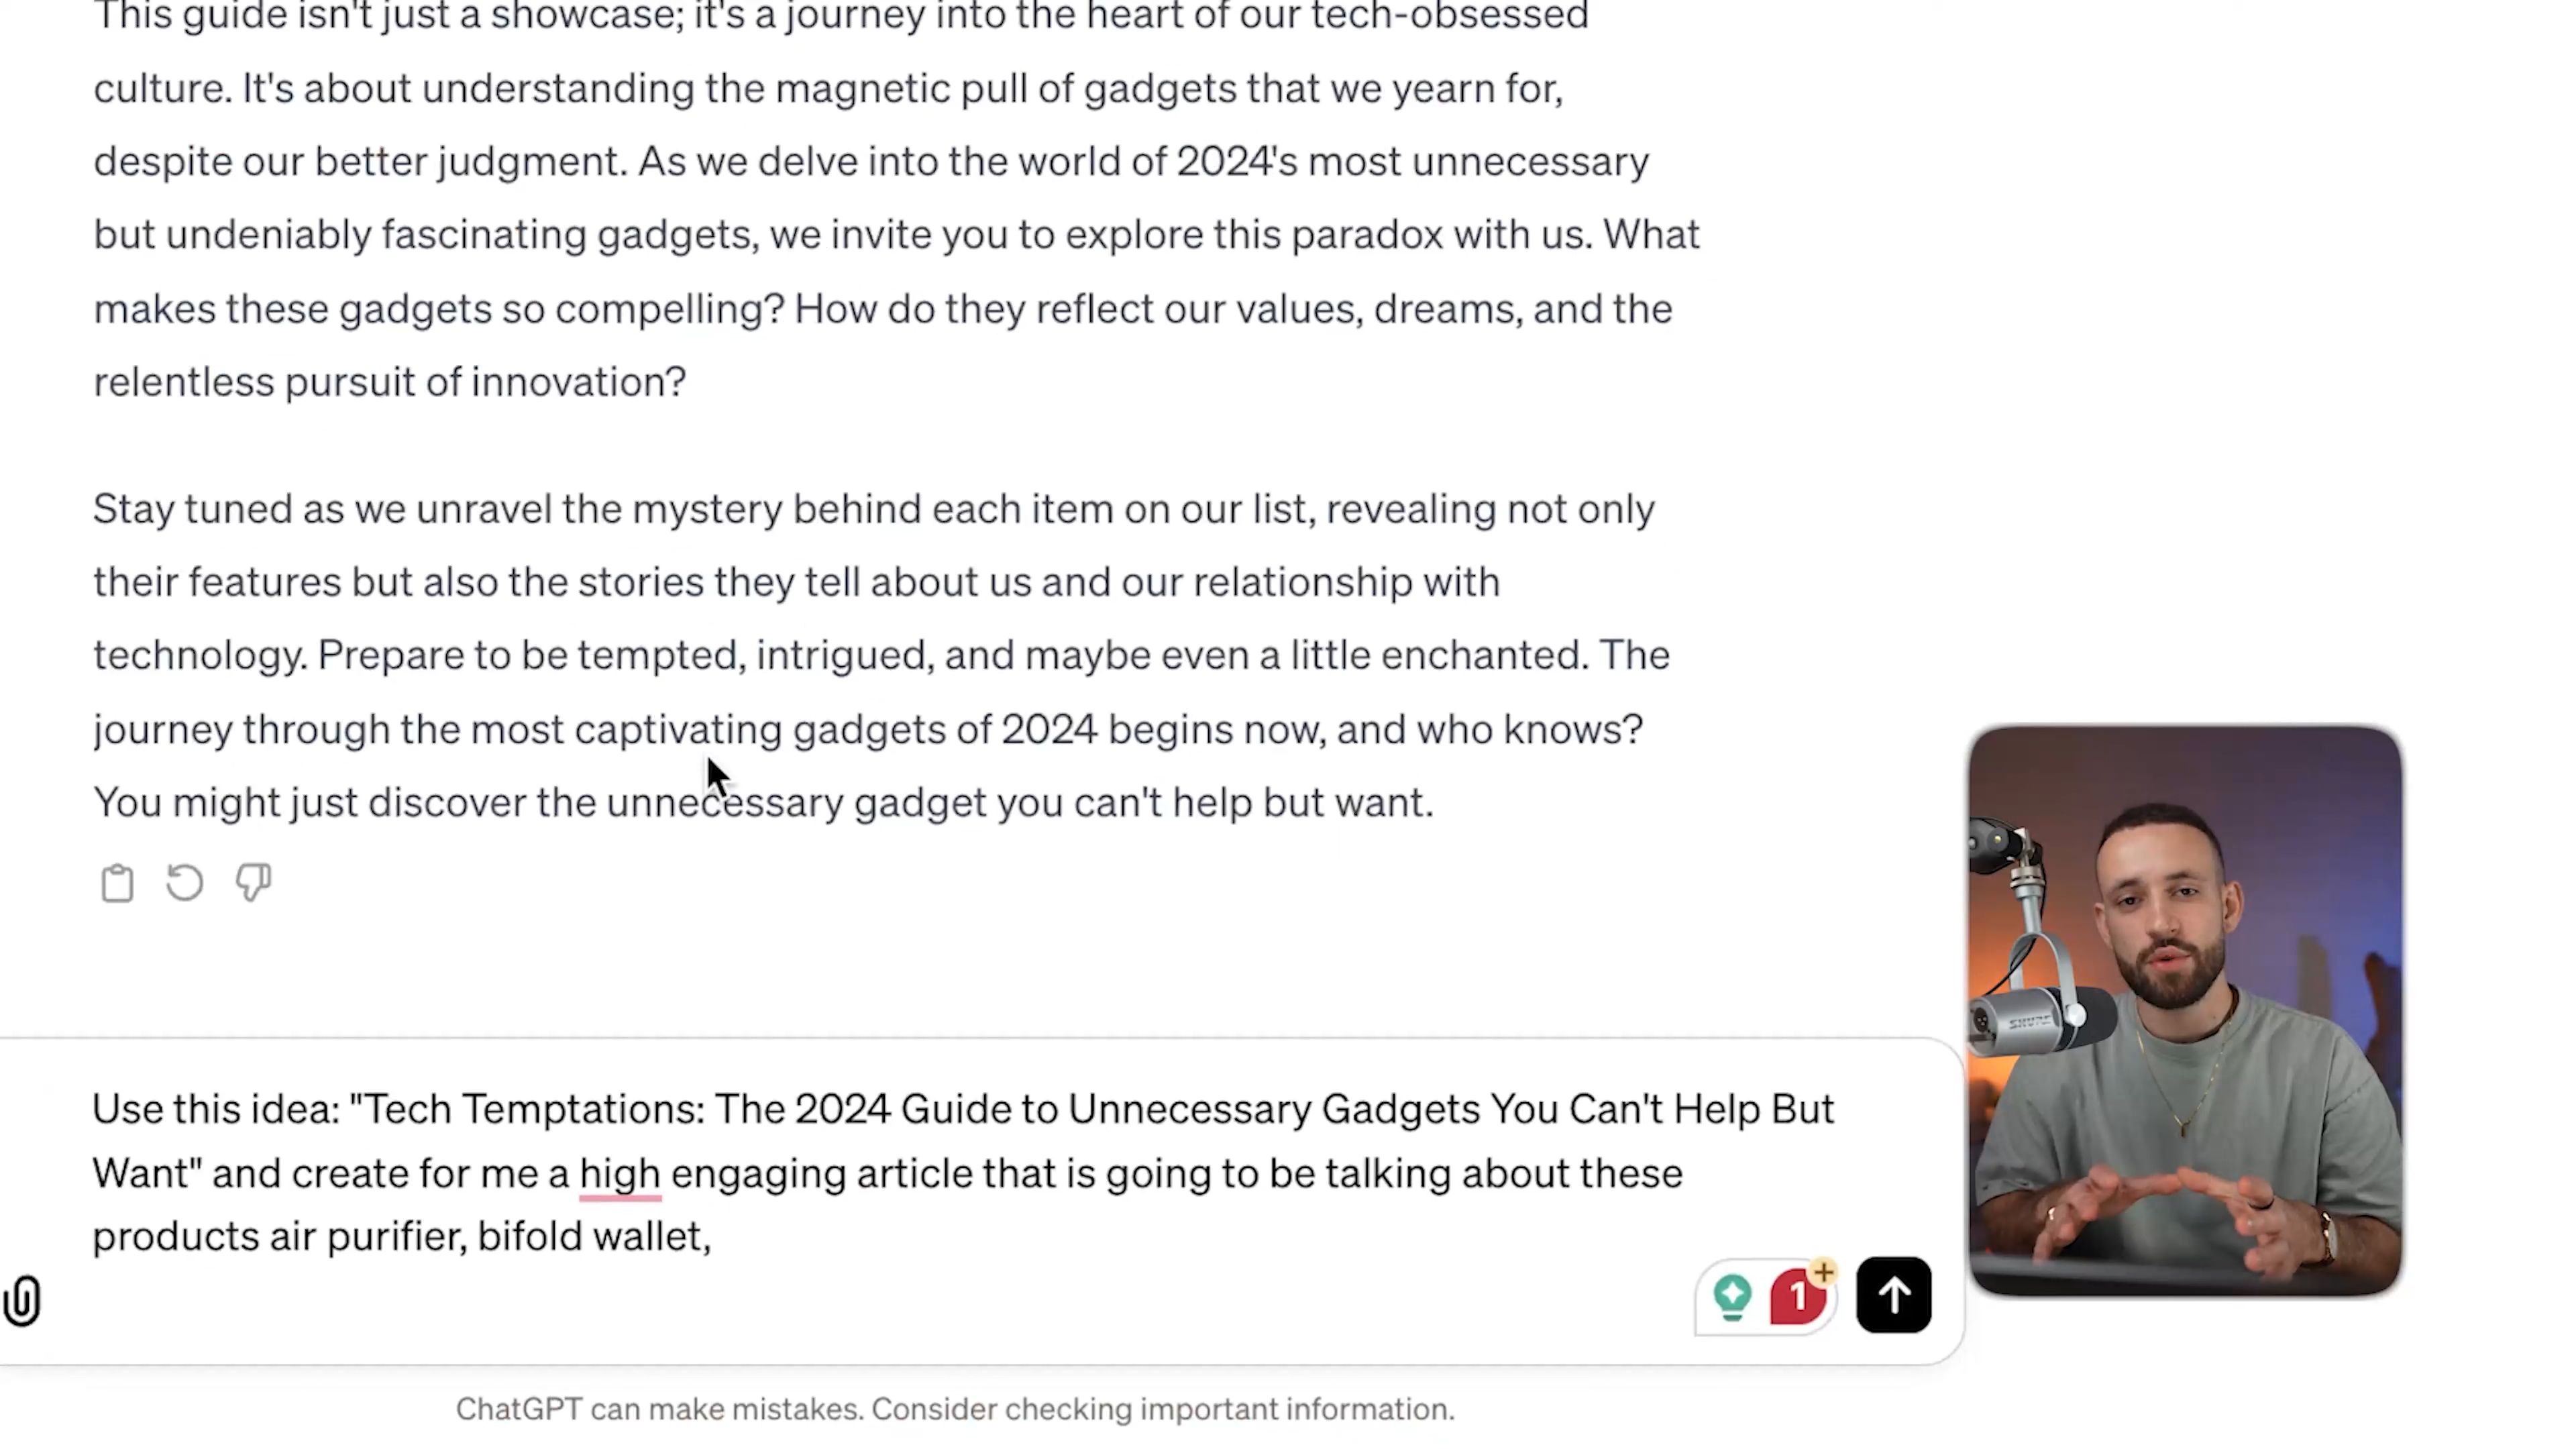 This guide isn't just a showcase; it's a journey into the heart of our tech-obsessed
culture. It's about understanding the magnetic pull of gadgets that we yearn for,
despite our better judgment. As we delve into the world of 2024's most unnecessary
but undeniably fascinating gadgets, we invite you to explore this paradox with us. What
makes these gadgets so compelling? How do they reflect our values, dreams, and the
relentless pursuit of innovation?
Stay tuned as we unravel the mystery behind each item on our list, revealing not only
their features but also the stories they tell about us and our relationship with
technology. Prepare to be tempted, intrigued, and maybe even a little enchanted. The
journey through the most captivating gadgets of 2024 begins now, and who knows?
You might just discover the unnecessary gadget you can't help but want.
Use this idea: "Tech Temptations: The 2024 Guide to Unnecessary Gadgets You Can't Help But
Want" and create for me a high engaging article that is going to be talking about these
products air purifier, bifold wallet,
1
SHURE
ChatGPT can make mistakes. Consider checking important information.